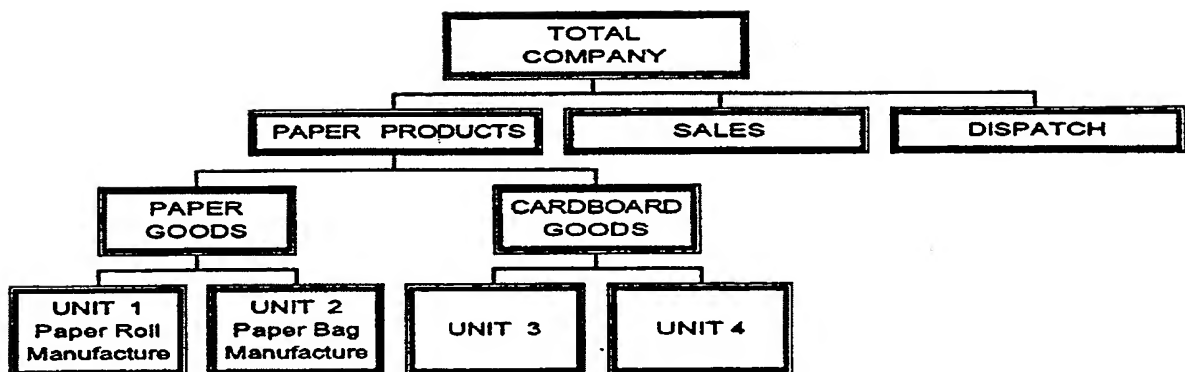 TOTAL
COMPANY
PAPER PRODUCTS
SALES
DISPATCH
PAPER
GOODS
CARDBOARD
GOODS
UNIT 1
Paper Roll
Manufacture
UNIT 2
Paper Bag
Manufacture
UNIT 3
UNIT 4